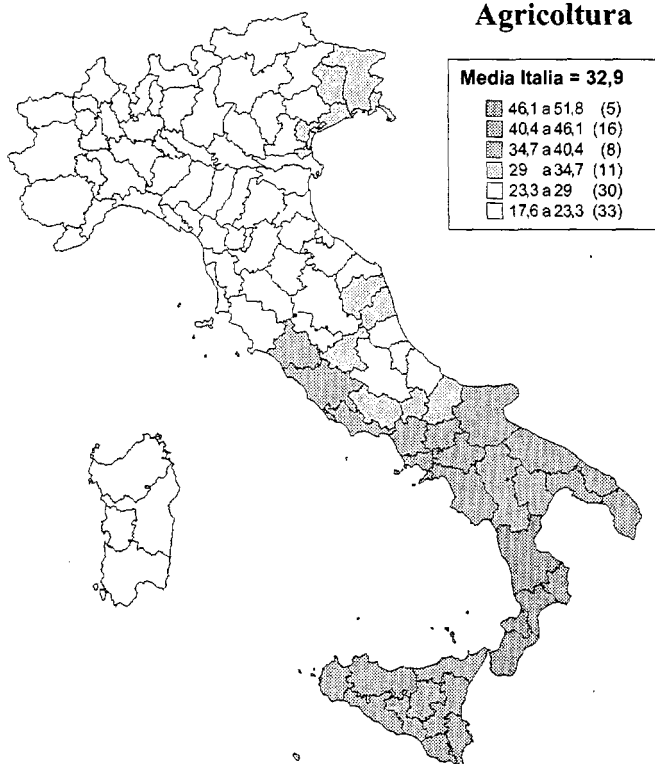 Agricoltura
Media Italia = 32,9
46,1 a 51,8 (5)
40,4 a 46,1 (16)
34,7 a 40,4 (8)
29 a 34,7 (11)
23,3 a 29 (30)
17,6 a 23,3 (33)